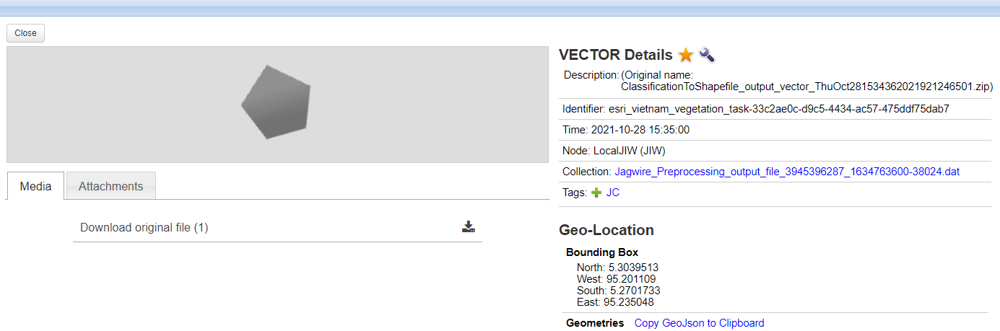 Close
VECTOR Details
Description: (Original name:
ClassificationToShapefile_output_vector_ThuOct281534362021921246501.zip)
Identifier: esri_vietnam_vegetation_task-33c2ae0c-d9c5-4434-ac57-475ddf75dab7
Time: 2021-10-28 15:35:00
Node: LocalJIW (JIW)
Collection: Jagwire_Preprocessing_output_file_3945396287_1634763600-38024.dat
Tags: JC
Media
Attachments
Download original file (1)
Geo-Location
Bounding Box
North: 5.3039513
West: 95.201109
South: 5.2701733
East: 95.235048
Geometries Copy GeoJson to Clipboard